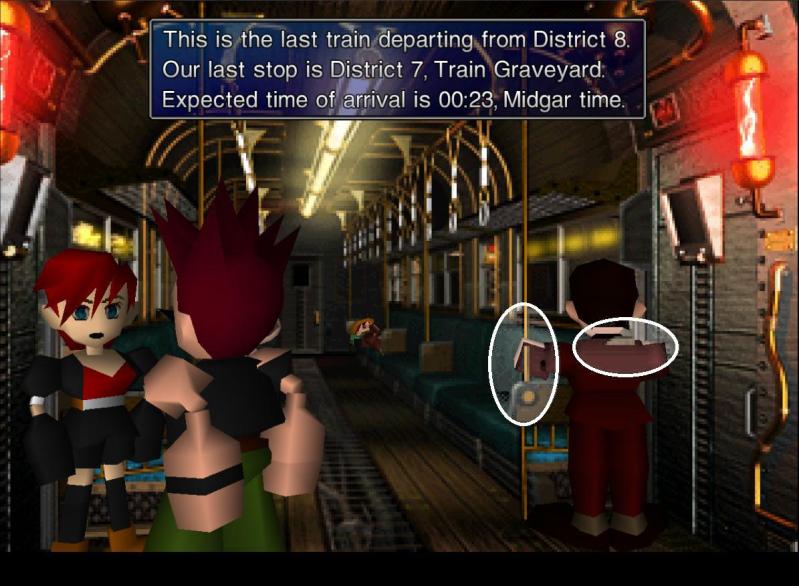 This is the last train departing from District 8.
Our last stop is District 7, Train Graveyard.
Expected time of arrival is 00:23, Midgar time.